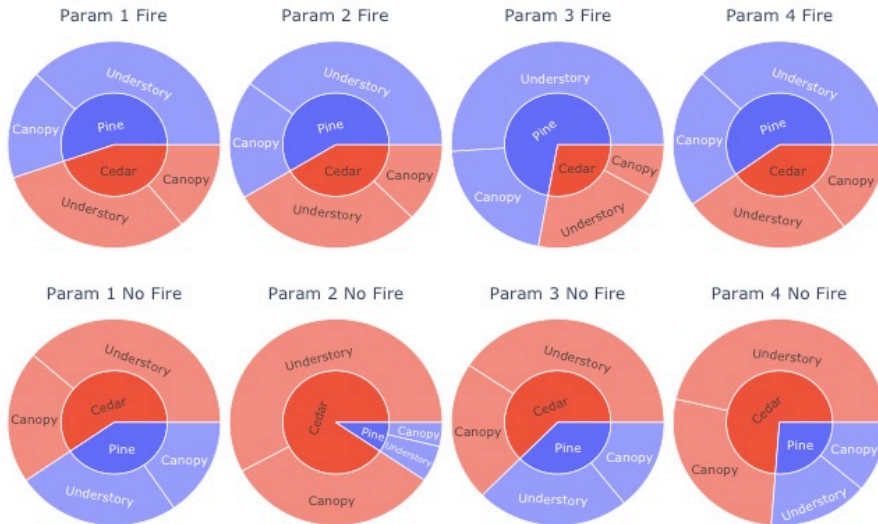 Param 1 Fire
Param 2 Fire
Param 3 Fire
Param 4 Fire
Understory
Canopy
Pine
Cedar
Understory
Canopy
Understory
Canopy
Pine
Cedar
Understory
Canopy
Understory
Canopy
Pine
Cedar
Understory
Canopy
Understory
Canopy
Pine
Cedar
Understory
Canopy
Param 1 No Fire
Param 2 No Fire
Param 3 No Fire
Param 4 No Fire
Understory
Canopy
Cedar
Pine
Understory
Canopy
Understory
Canopy
Cedar
Pine
Canopy
Understory
Understory
Canopy
Cedar
Pine
Understory
Canopy
Understory
Canopy
Cedar
Pine
Understory
Canopy